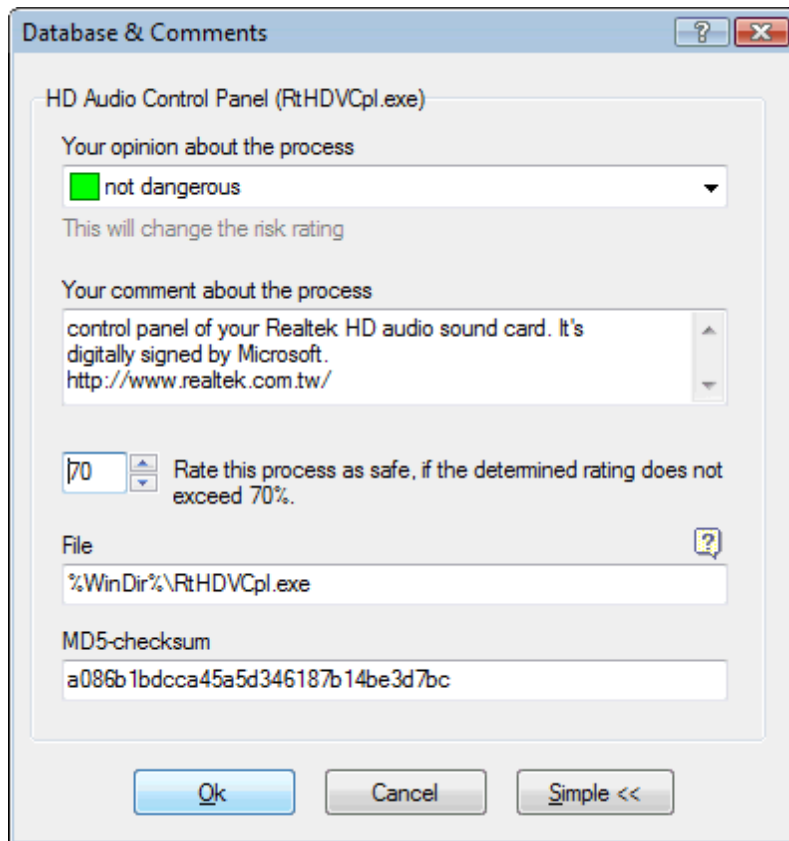 Database & Comments
HD Audio Control Panel (RtHDVCpl.exe)
Your opinion about the process
not dangerous
This will change the risk rating
Your comment about the process
control panel of your Realtek HD audio sound card. It's
digitally signed by Microsoft.
http://www.realtek.com.tw/
70
Rate this process as safe, if the determined rating does not
exceed 70%.
File
?
%WinDir%\RtHDVCpl.exe
MD5-checksum
a086b1bdcca45a5d346187b14be3d7bc
Ok
Cancel
Simple <<